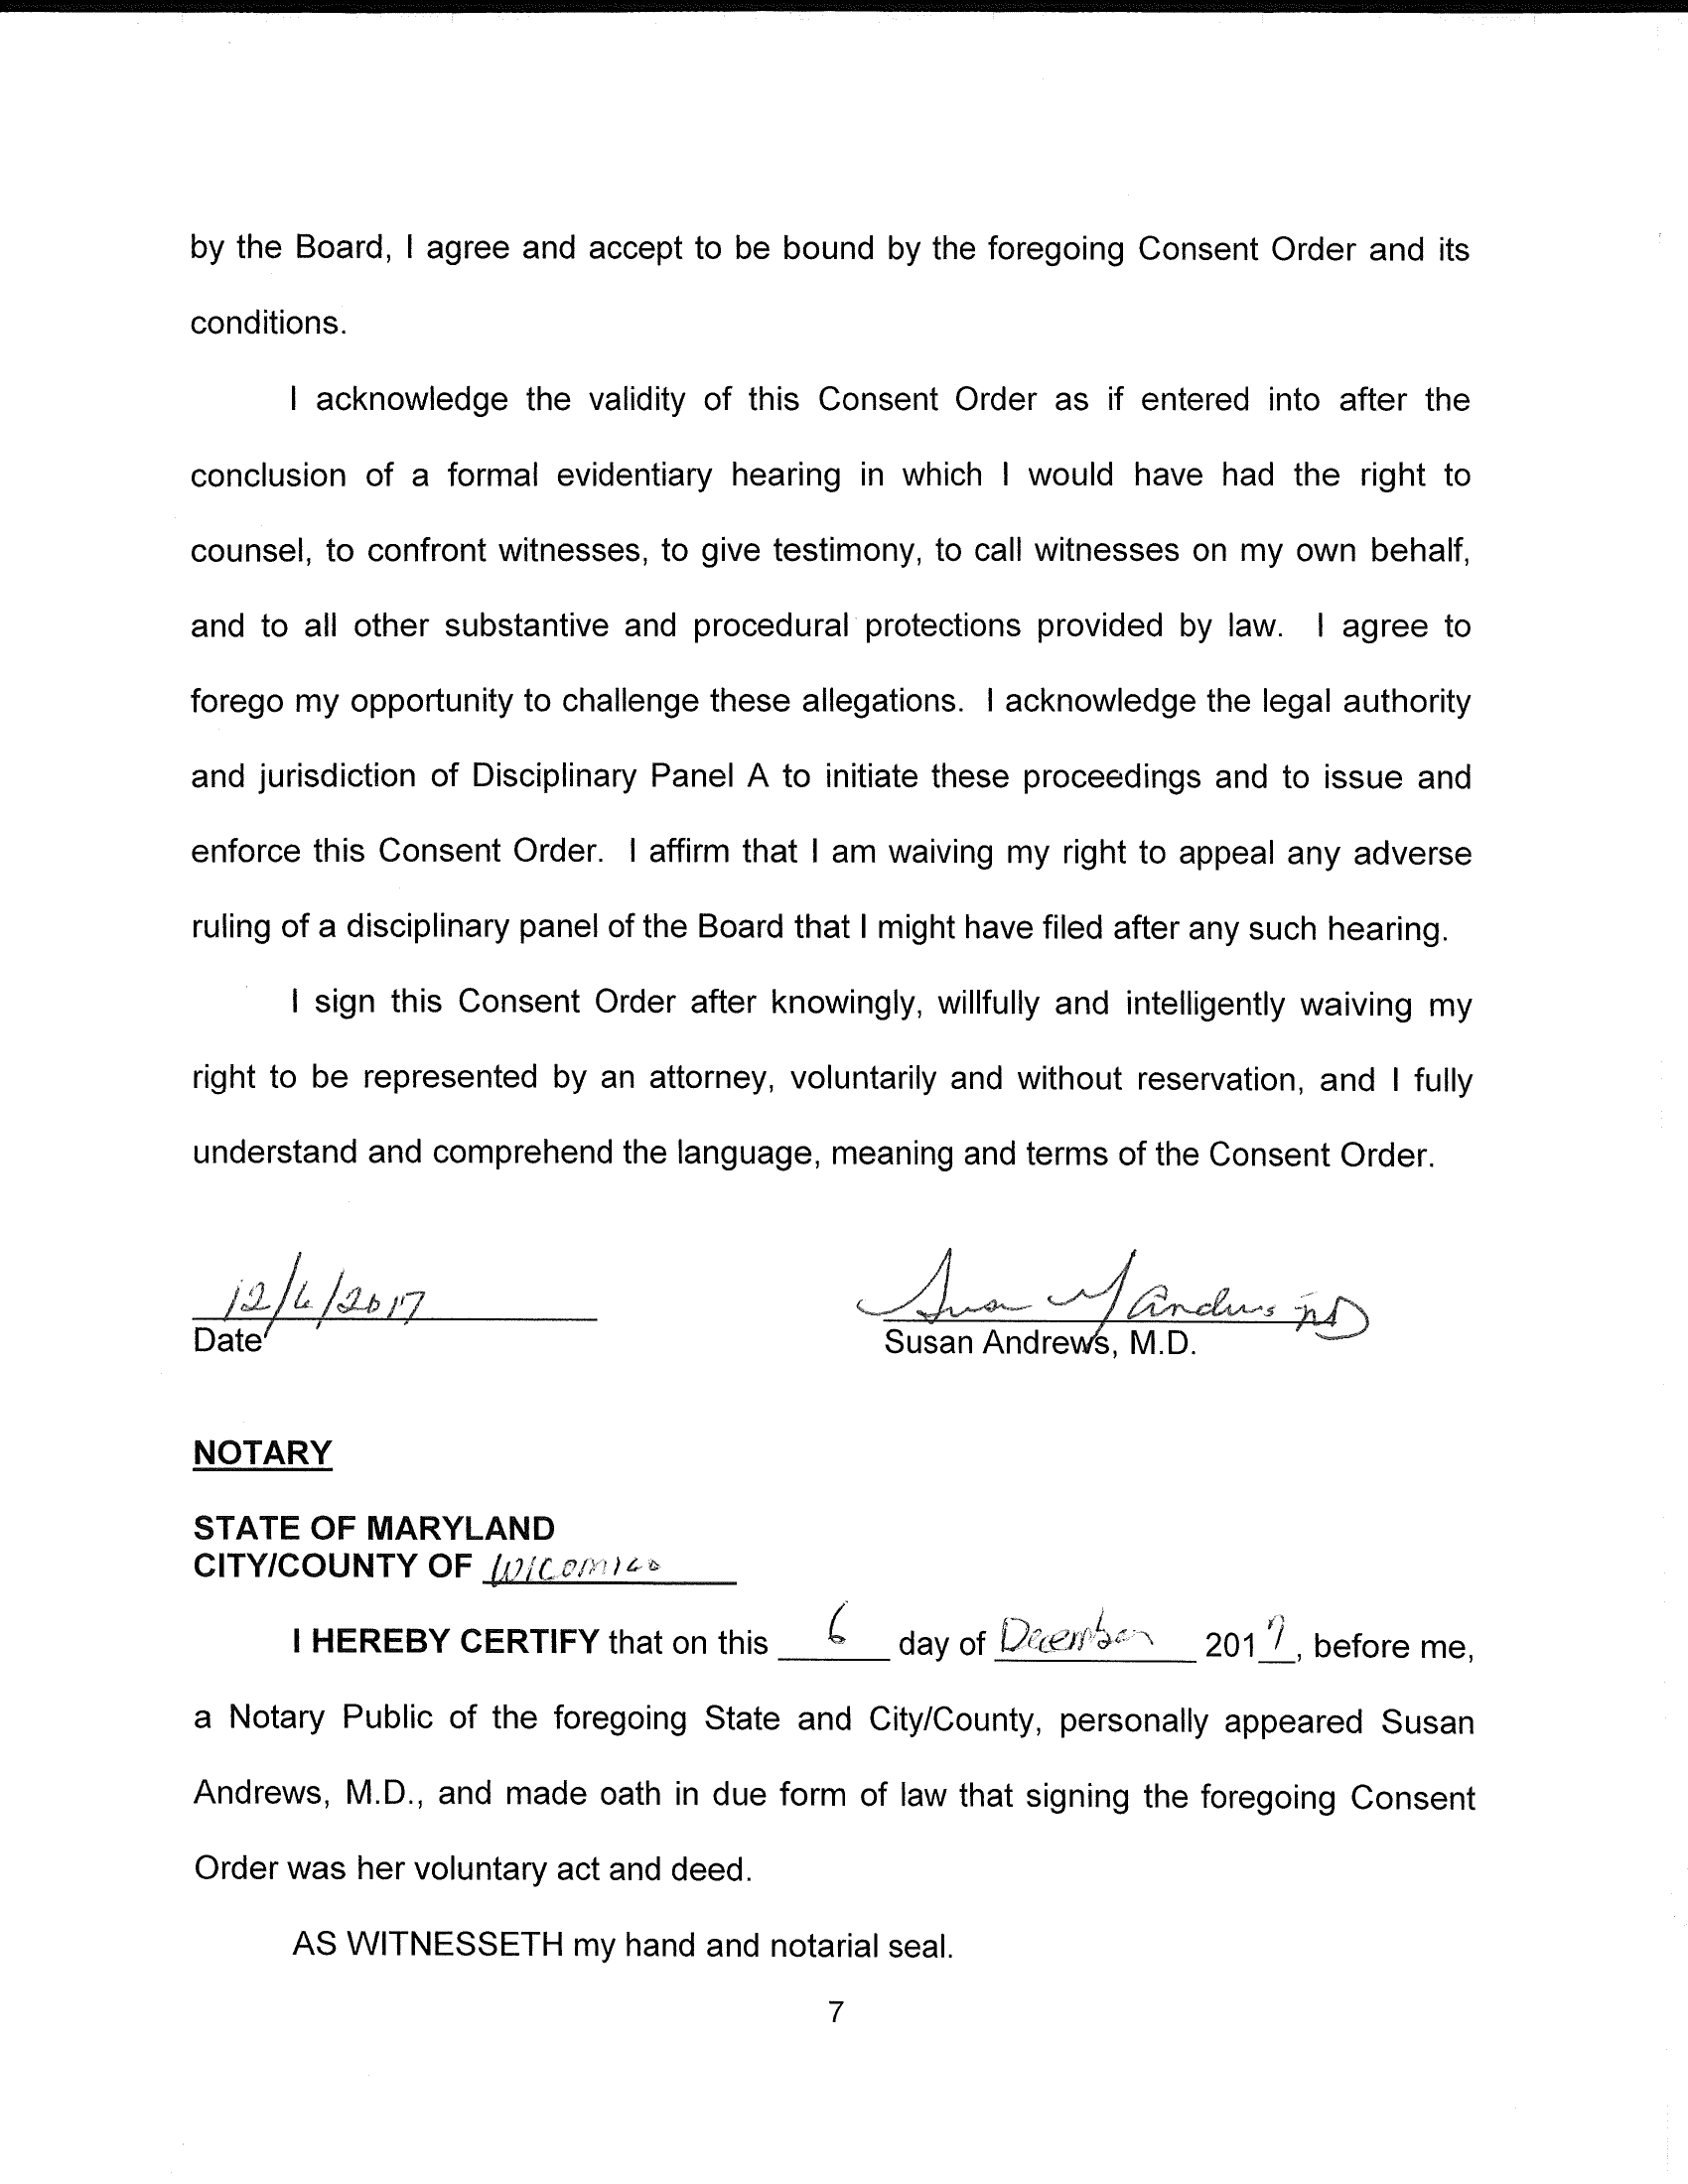 by the Board, I agree and accept to be bound by the foregoing Consent Order and its
conditions.
I acknowledge the validity of this Consent Order as if entered into after the
conclusion of a formal evidentiary hearing in which I would have had the right to
counsel, to confront witnesses, to give testimony, to call witnesses on my own behalf,
and to all other substantive and procedural protections provided by law. I agree to
forego my opportunity to challenge these allegations. I acknowledge the legal authority
and jurisdiction of Disciplinary Panel A to initiate these proceedings and to issue and
enforce this Consent Order. I affirm that I am waiving my right to appeal any adverse
ruling of a disciplinary panel of the Board that I might have filed after any such hearing.
I sign this Consent Order after knowingly, willfully and intelligently waiving my
right to be represented by an attorney, voluntarily and without reservation, and I fully
understand and comprehend the language, meaning and terms of the Consent Order.
12/6/2017 Susan M Andrews MD
Date Susan Andrews, M.D.
NOTARY
STATE OF MARYLAND
CITY/COUNTY OF Wicomico
I HEREBY CERTIFY that on this 6 day of December 2017, before me,
a Notary Public of the foregoing State and City/County, personally appeared Susan
Andrews, M.D., and made oath in due form of law that signing the foregoing Consent
Order was her voluntary act and deed.
AS WITNESSETH my hand and notarial seal.
7